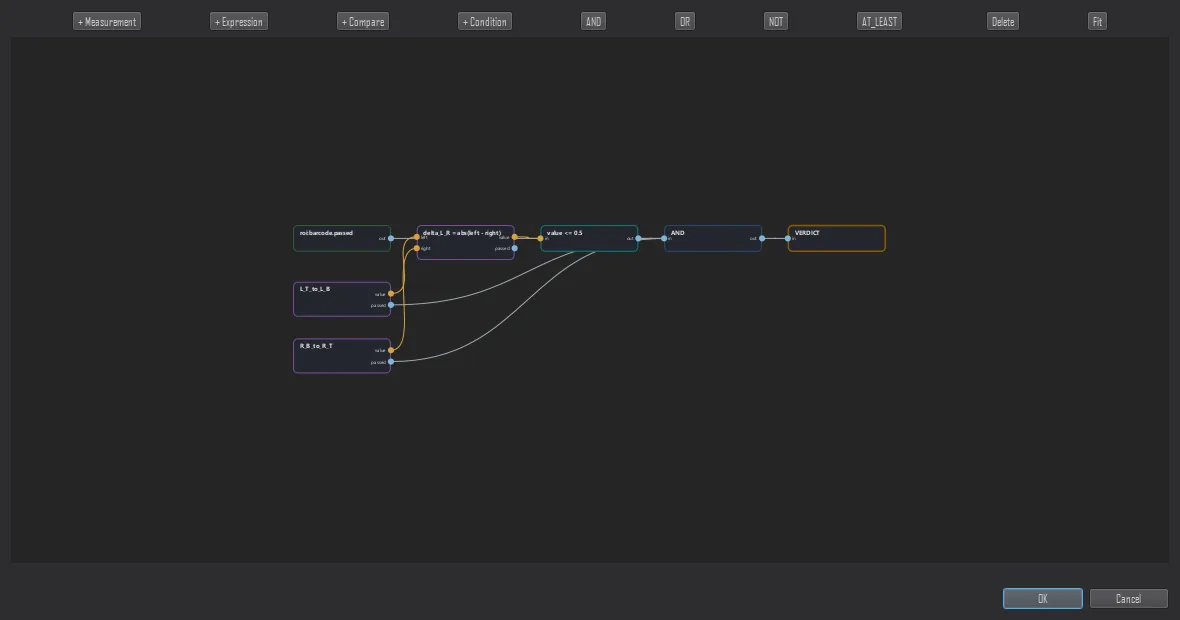 + Measurement
+ Expression
+ Compare
+ Condition
AND
OR
NOT
AT_LEAST
Delete
Fit
roi:barcode.passed
out
delta_L_R = abs(left - right)
left
value
right
passed
value <= 0.5
in
out
AND
in
out
VERDICT
in
L_T_to_L_B
value
passed
R_B_to_R_T
value
passed
OK
Cancel